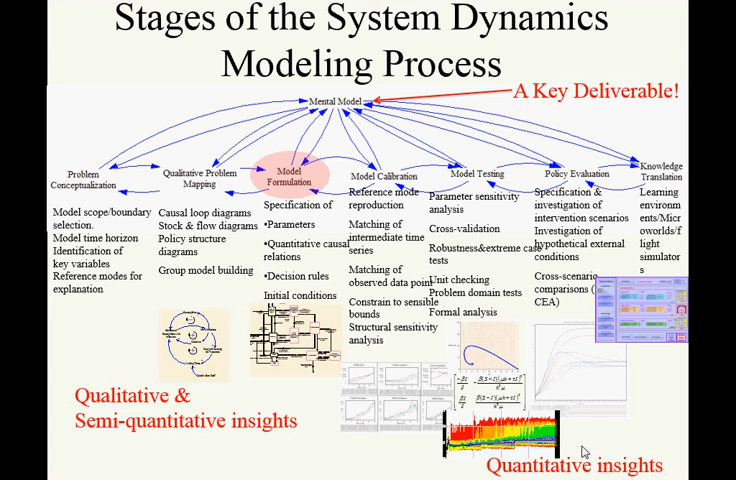 Stages of the System Dynamics
Modeling Process
A Key Deliverable!
Mental Model
Problem
Conceptualization
Qualitative Problem
Mapping
Model
Formulation
Model Calibration
Model Testing
Policy Evaluation
Knowledge
Translation
Model scope/boundary
selection.
Model time horizon
Identification of
key variables
Reference modes for
explanation
Causal loop diagrams
Stock & flow diagrams
Policy structure
diagrams
Group model building
Specification of
•Parameters
•Quantitative causal
relations
•Decision rules
Initial conditions
Reference mode
reproduction
Matching of
intermediate time
series
Matching of
observed data point
Constrain to sensible
bounds
Structural sensitivity
analysis
Parameter sensitivity
analysis
Cross-validation
Robustness&extreme case
tests
Unit checking
Problem domain tests
Formal analysis
Specification &
investigation of
intervention scenarios
Investigation of
hypothetical external
conditions
Cross-scenario
comparisons (
CEA)
Learning
environm
ents/Micr
oworlds/f
light
simulator
s
Qualitative &
Semi-quantitative insights
Quantitative insights